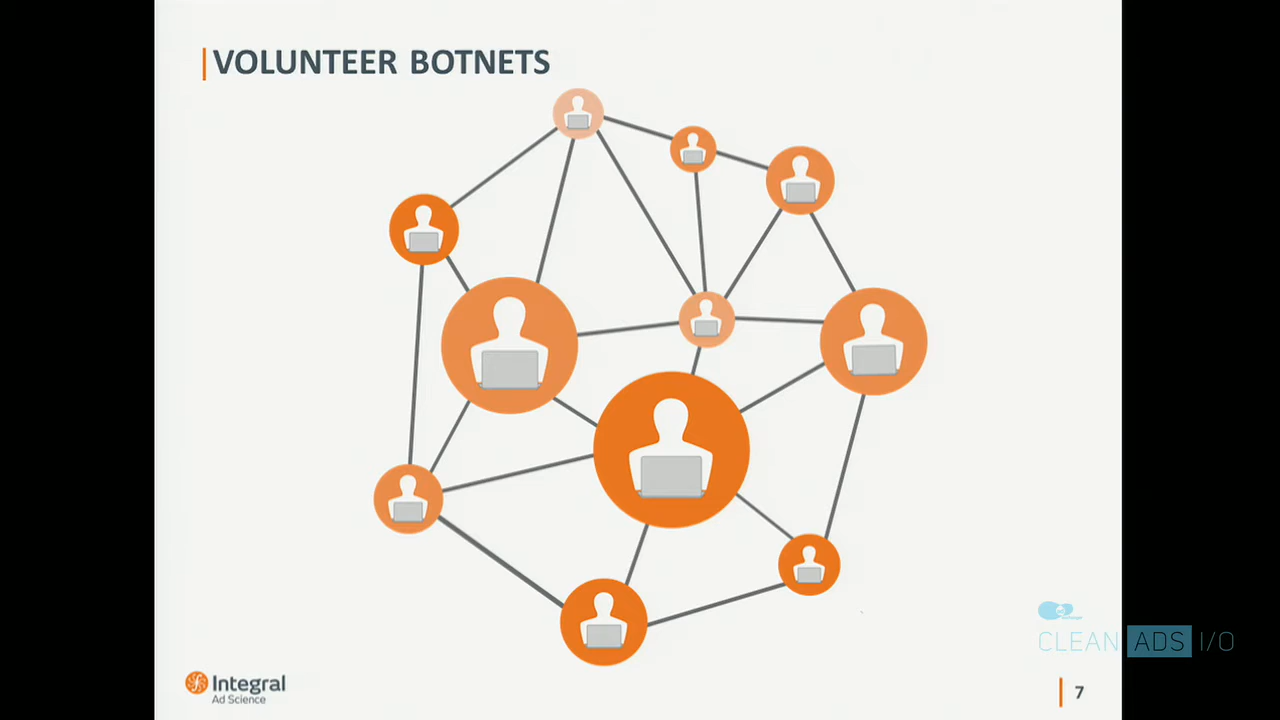 VOLUNTEER BOTNETS
CLEAN ADS I/O
Integral
Ad Science
7